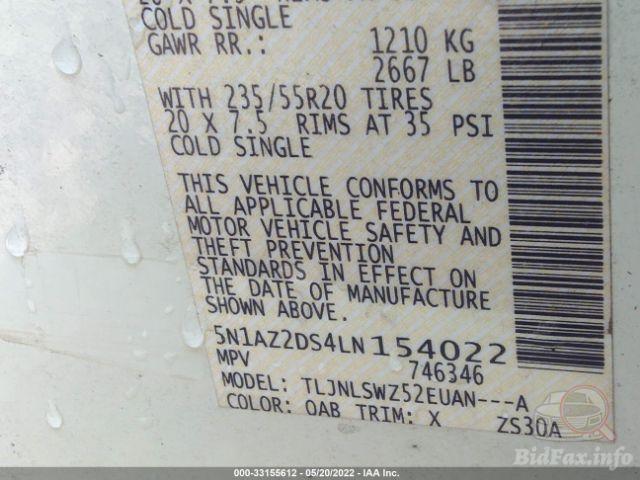 COLD SINGLE
GAWR RR.: 1210 KG
2667 LB
WITH 235/55R20 TIRES
20 X 7.5 RIMS AT 35 PSI
COLD SINGLE
THIS VEHICLE CONFORMS TO
ALL APPLICABLE FEDERAL
MOTOR VEHICLE SAFETY AND
THEFT PREVENTION
STANDARDS IN EFFECT ON
THE DATE OF MANUFACTURE
SHOWN ABOVE.
5N1AZ2DS4LN154022
MPV 746346
MODEL: TLJNLSWZ52EUAN---A
COLOR: QAB TRIM: X ZS30A
000-33155612 - 05/20/2022 - IAA Inc.
BidFax.info